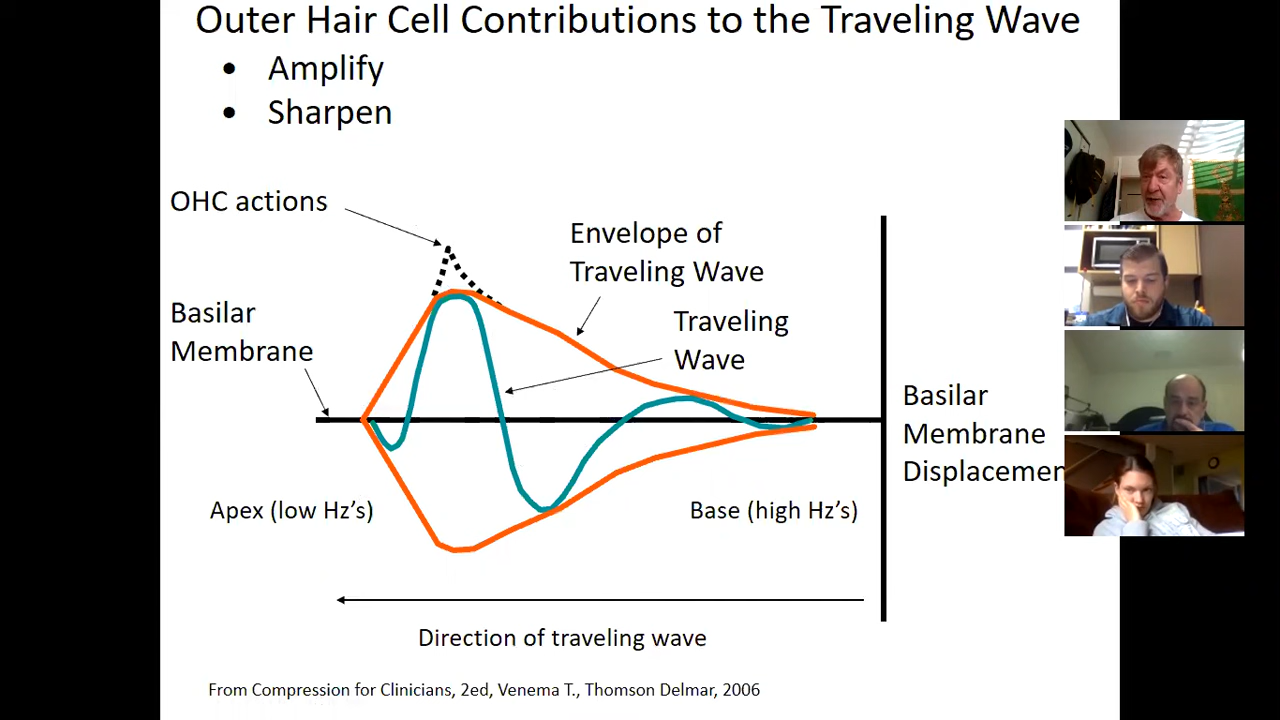 Outer Hair Cell Contributions to the Traveling Wave
• Amplify
• Sharpen
OHC actions
Envelope of
Traveling Wave
Basilar
Membrane
Traveling
Wave
Basilar
Membrane
Displacemen
Apex (low Hz’s)
Base (high Hz’s)
Direction of traveling wave
From Compression for Clinicians, 2ed, Venema T., Thomson Delmar, 2006